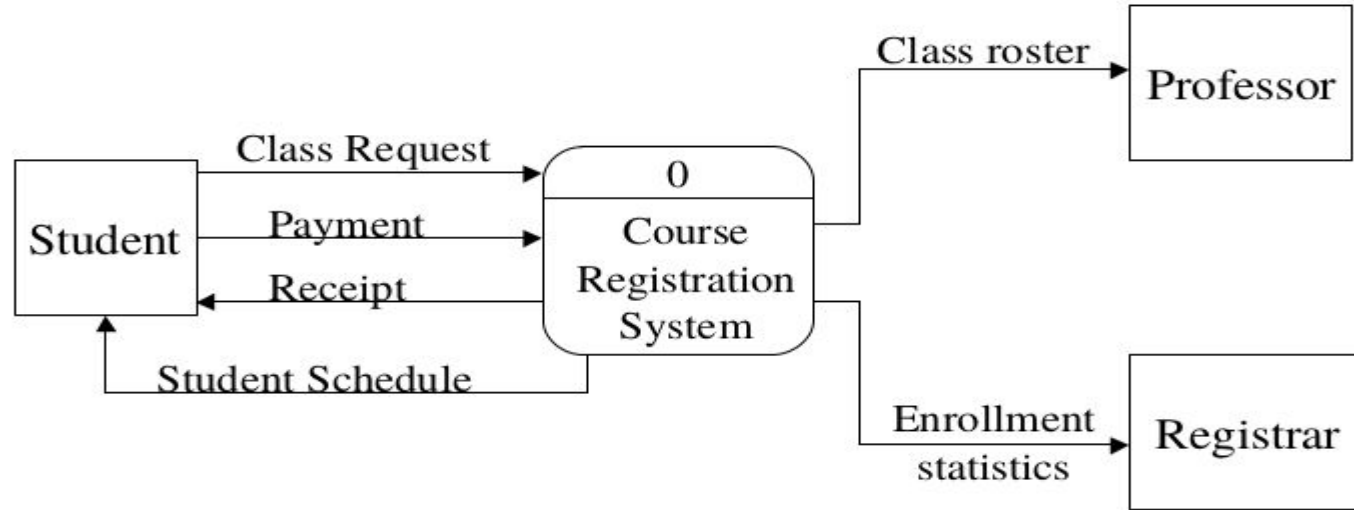 Class roster
Professor
Class Request
0
Student
Payment
Course
Registration
System
Receipt
Student Schedule
Enrollment
statistics
Registrar